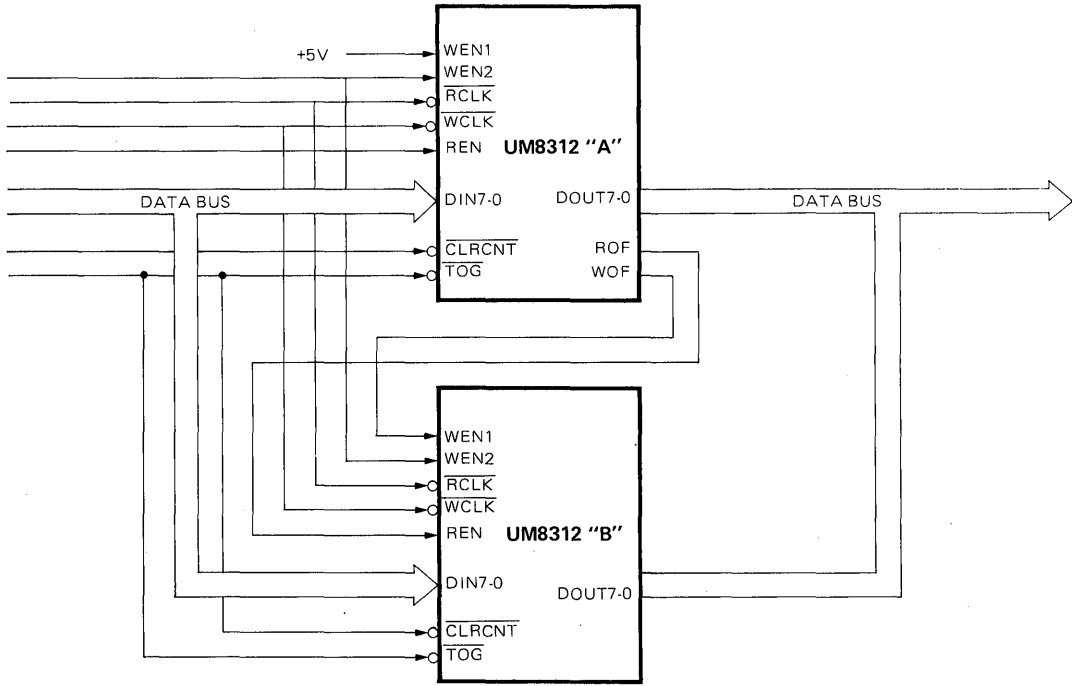 +5V
WEN1
WEN2
RCLK
WCLK
REN
UM8312 "A"
DATA BUS
DIN7-0
DOUT7-0
DATA BUS
CLRCNT
ROF
TOG
WOF
WEN1
WEN2
RCLK
WCLK
REN
UM8312 "B"
DIN7-0
DOUT7-0
CLRCNT
TOG